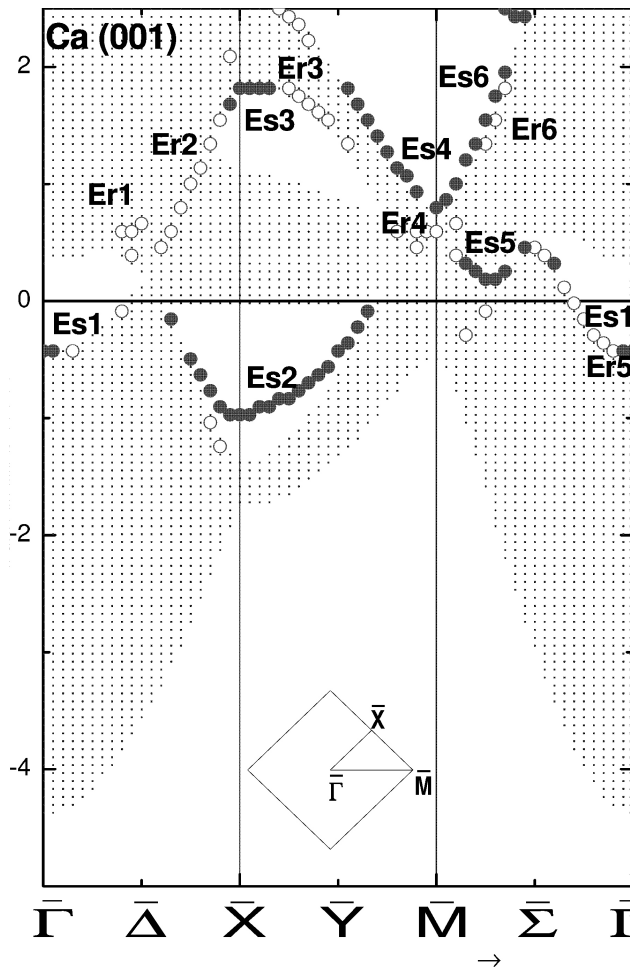 Ca (001)
2
Er3
Es6
Es3
Er6
Er2
Es4
Er1
Er4
Es5
0
Es1
Es1
Es2
Er5
-2
X̅
-4
Γ̅
M̅
Γ̅ Δ̅ X̅ Y̅ M̅ Σ̅
→